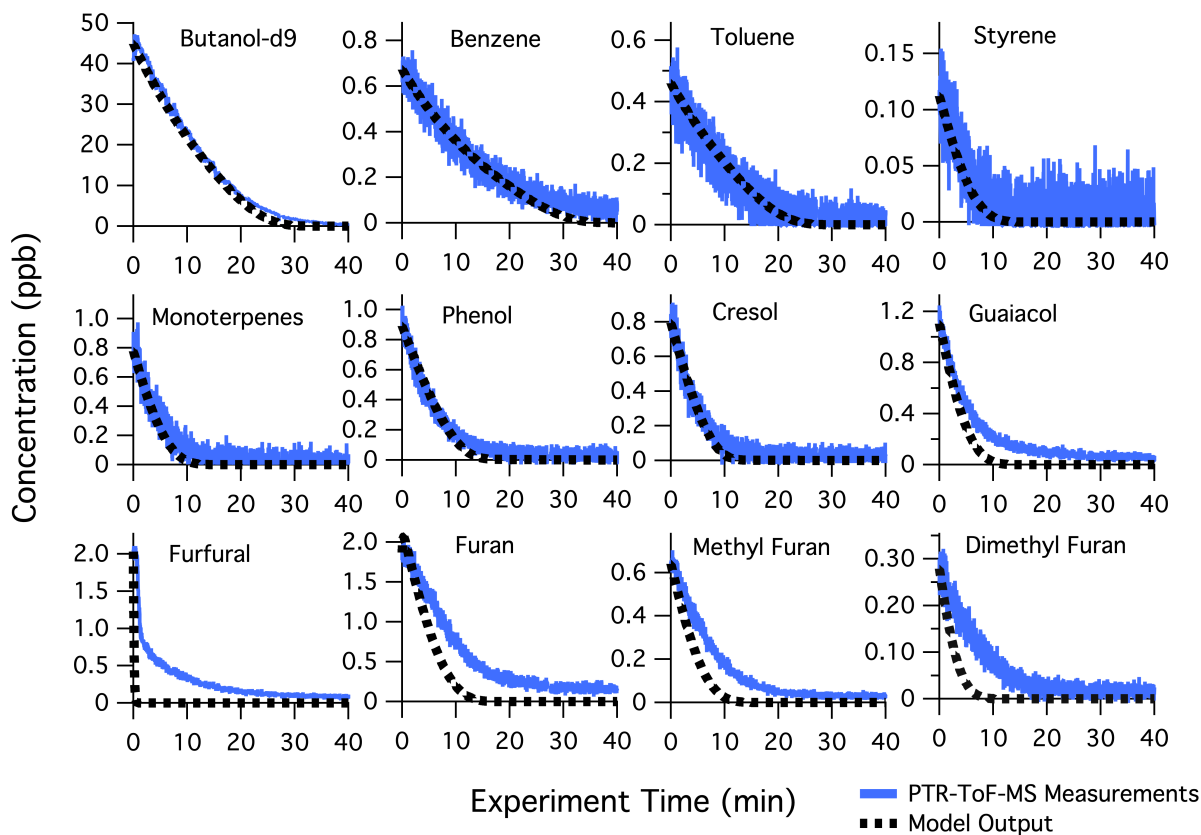 Concentration (ppb)
Butanol-d9
50
40
30
20
10
0
0 10 20 30 40
Benzene
0.8
0.6
0.4
0.2
0
0 10 20 30 40
Toluene
0.6
0.4
0.2
0
0 10 20 30 40
Styrene
0.15
0.10
0.05
0
0 10 20 30 40
Monoterpenes
1.0
0.8
0.6
0.4
0.2
0
0 10 20 30 40
Phenol
1.0
0.8
0.6
0.4
0.2
0
0 10 20 30 40
Cresol
0.8
0.6
0.4
0.2
0
0 10 20 30 40
Guaiacol
1.2
0.8
0.4
0
0 10 20 30 40
Furfural
2.0
1.5
1.0
0.5
0
0 10 20 30 40
Furan
2.0
1.5
1.0
0.5
0
0 10 20 30 40
Methyl Furan
0.6
0.4
0.2
0
0 10 20 30 40
Dimethyl Furan
0.30
0.20
0.10
0
0 10 20 30 40
Experiment Time (min)
PTR-ToF-MS Measurements
Model Output